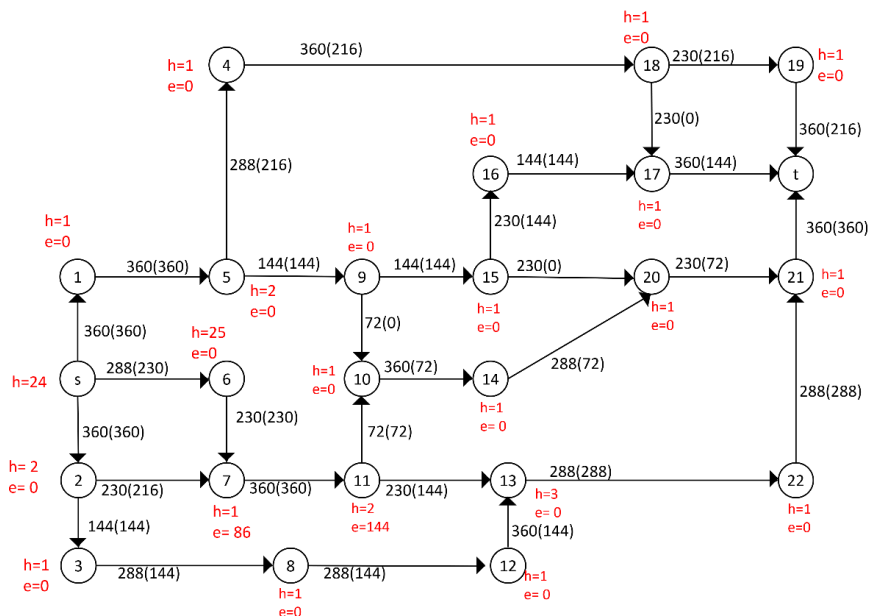 h=1
e=0
360(216)
h=1
e=0
4
18
230(216)
19
h=1
e=0
230(0)
360(216)
h=1
e=0
288(216)
16
144(144)
17
360(144)
t
h=1
e=0
h=1
e=0
230(144)
h=1
e= 0
360(360)
1
360(360)
5
144(144)
9
144(144)
15
230(0)
20
230(72)
21
h=1
e=0
h=2
e=0
h=1
e=0
h=1
e=0
360(360)
72(0)
h=25
e=0
h=24
s
288(230)
6
h=1
e=0
10
360(72)
14
288(72)
h=1
e= 0
288(288)
360(360)
230(230)
72(72)
h= 2
e= 0
2
230(216)
7
360(360)
11
230(144)
13
288(288)
22
h=1
e= 86
h=2
e=144
h=3
e= 0
h=1
e=0
144(144)
360(144)
h=1
e=0
3
288(144)
8
288(144)
12
h=1
e= 0
h=1
e=0